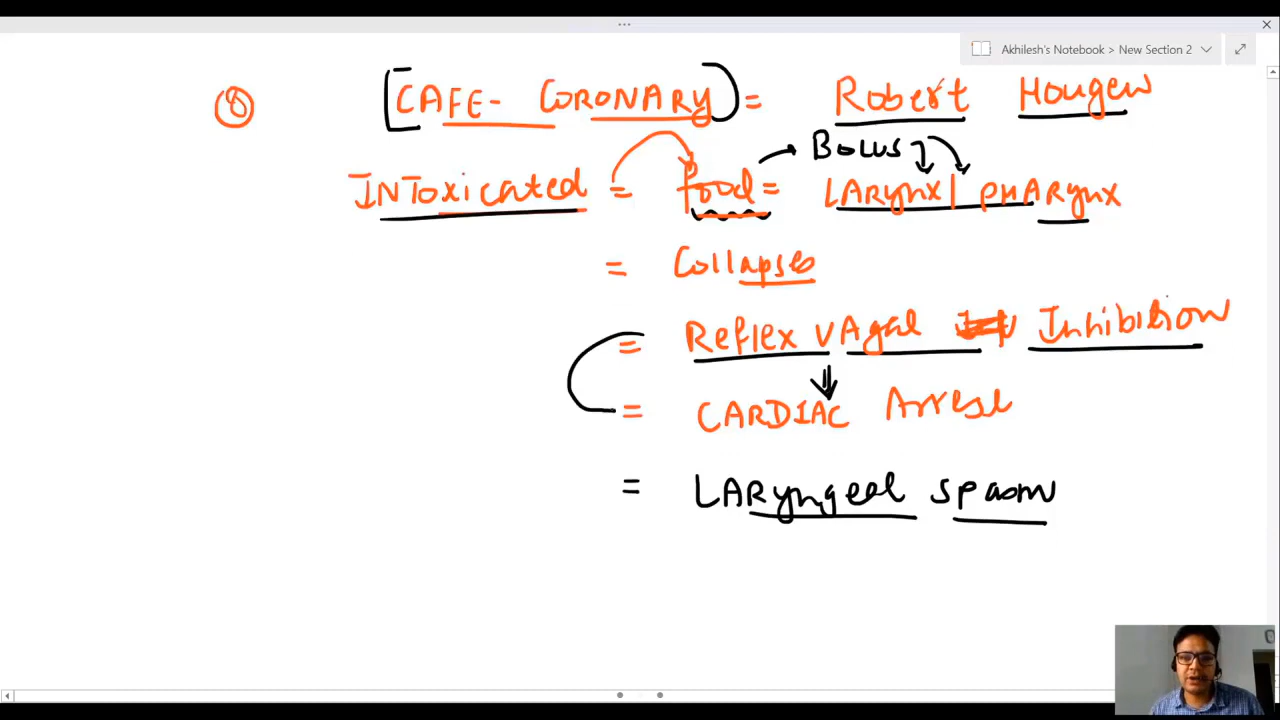 Akhilesh's Notebook > New Section 2
8 [CAFE- CORONARY) = Robert Hougen
Bolus
INToxicated = food = LARynx/ PHARynx
= Collapses
= Reflex VAgal Inhibition
= CARDIAC Arrest
= LARyngeal spasm